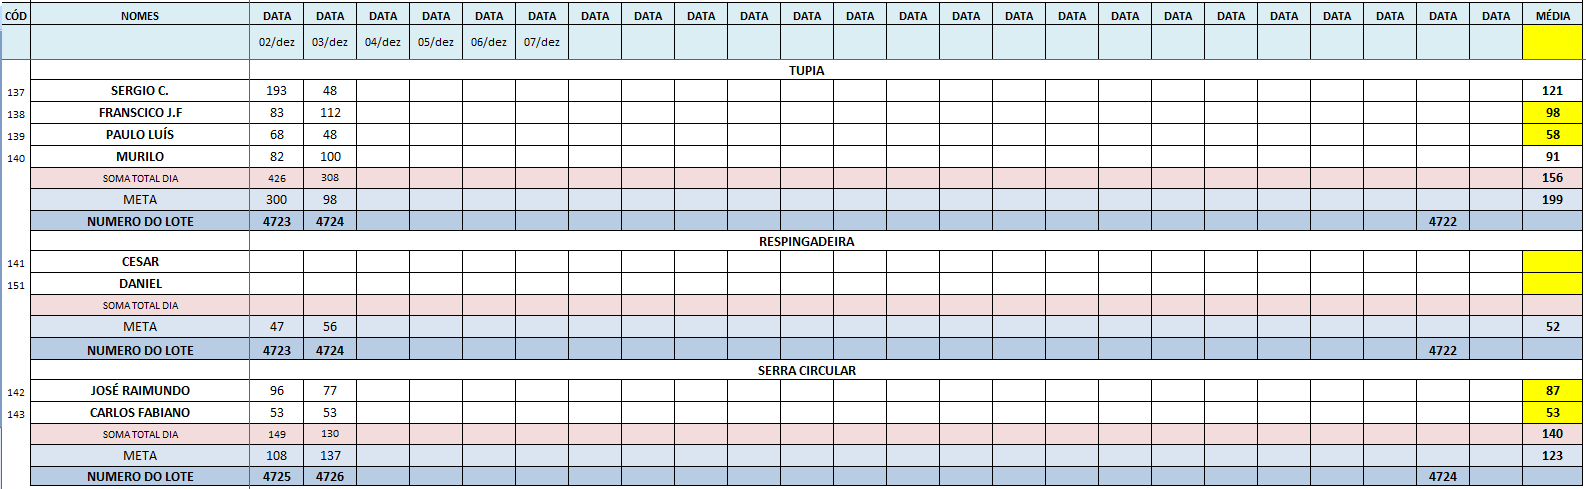 CÓD NOMES DATA DATA DATA DATA DATA DATA DATA DATA DATA DATA DATA DATA DATA DATA DATA DATA DATA DATA DATA DATA DATA DATA DATA DATA MÉDIA
02/dez 03/dez 04/dez 05/dez 06/dez 07/dez
TUPIA
137 SERGIO C. 193 48 121
138 FRANSCICO J.F 83 112 98
139 PAULO LUÍS 68 48 58
140 MURILO 82 100 91
SOMA TOTAL DIA 426 308 156
META 300 98 199
NUMERO DO LOTE 4723 4724 4722
RESPINGADEIRA
141 CESAR
151 DANIEL
SOMA TOTAL DIA
META 47 56 52
NUMERO DO LOTE 4723 4724 4722
SERRA CIRCULAR
142 JOSÉ RAIMUNDO 96 77 87
143 CARLOS FABIANO 53 53 53
SOMA TOTAL DIA 149 130 140
META 108 137 123
NUMERO DO LOTE 4725 4726 4724